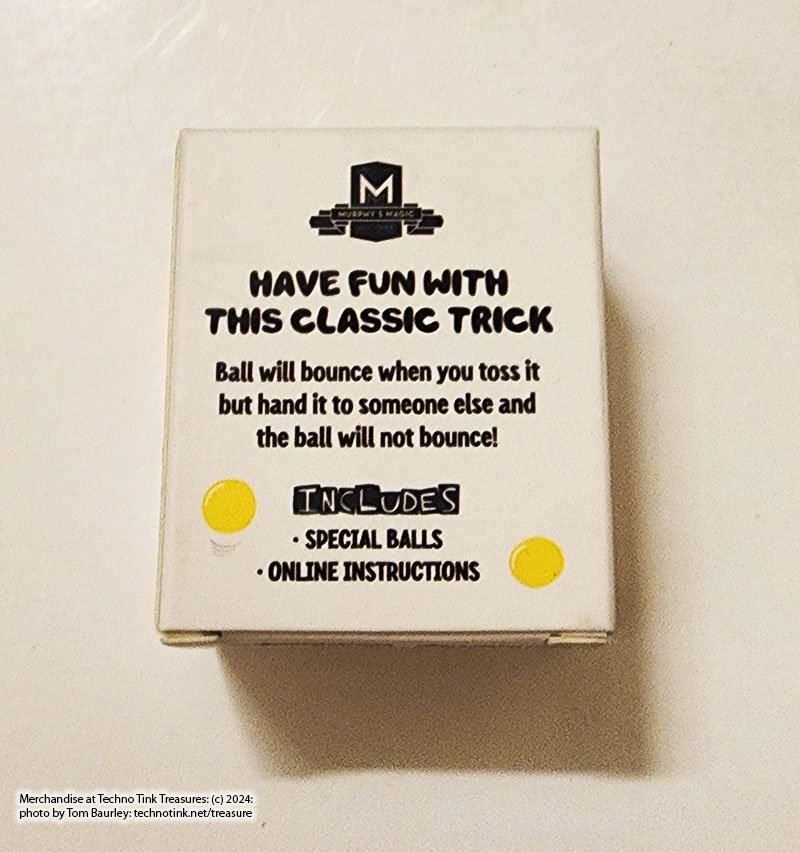 M
MURPHY'S MAGIC
HAVE FUN WITH
THIS CLASSIC TRICK
Ball will bounce when you toss it
but hand it to someone else and
the ball will not bounce!
INCLUDES
· SPECIAL BALLS
· ONLINE INSTRUCTIONS
Merchandise at Techno Tink Treasures: (c) 2024:
photo by Tom Baurley: technotink.net/treasure